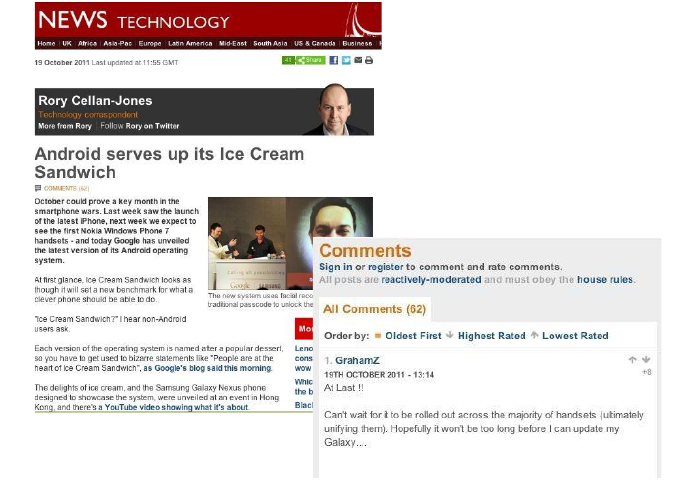 NEWS TECHNOLOGY
Home UK Africa Asia-Pac Europe Latin America Mid-East South Asia US & Canada Business
19 October 2011 Last updated at 11:55 GMT
41 Share
Rory Cellan-Jones
Technology correspondent
More from Rory Follow Rory on Twitter
Android serves up its Ice Cream
Sandwich
COMMENTS (62)
October could prove a key month in the
smartphone wars. Last week saw the launch
of the latest iPhone, next week we expect to
see the first Nokia Windows Phone 7
handsets - and today Google has unveiled
the latest version of its Android operating
system.
At first glance, Ice Cream Sandwich looks as
though it will set a new benchmark for what a
clever phone should be able to do.
"Ice Cream Sandwich?" I hear non-Android
users ask.
Each version of the operating system is named after a popular dessert,
so you have to get used to bizarre statements like "People are at the
heart of Ice Cream Sandwich", as Google's blog said this morning.
The delights of ice cream, and the Samsung Galaxy Nexus phone
designed to showcase the system, were unveiled at an event in Hong
Kong, and there's a YouTube video showing what it's about.
The new system uses facial reco
traditional passcode to unlock the
Mor
Leno
cons
wow
Whic
the b
Black
Comments
Sign in or register to comment and rate comments.
All posts are reactively-moderated and must obey the house rules.
All Comments (62)
Order by: Oldest First Highest Rated Lowest Rated
1. GrahamZ
19TH OCTOBER 2011 - 13:14
+8
At Last !!
Can't wait for it to be rolled out across the majority of handsets (ultimately
unifying them). Hopefully it won't be too long before I can update my
Galaxy....